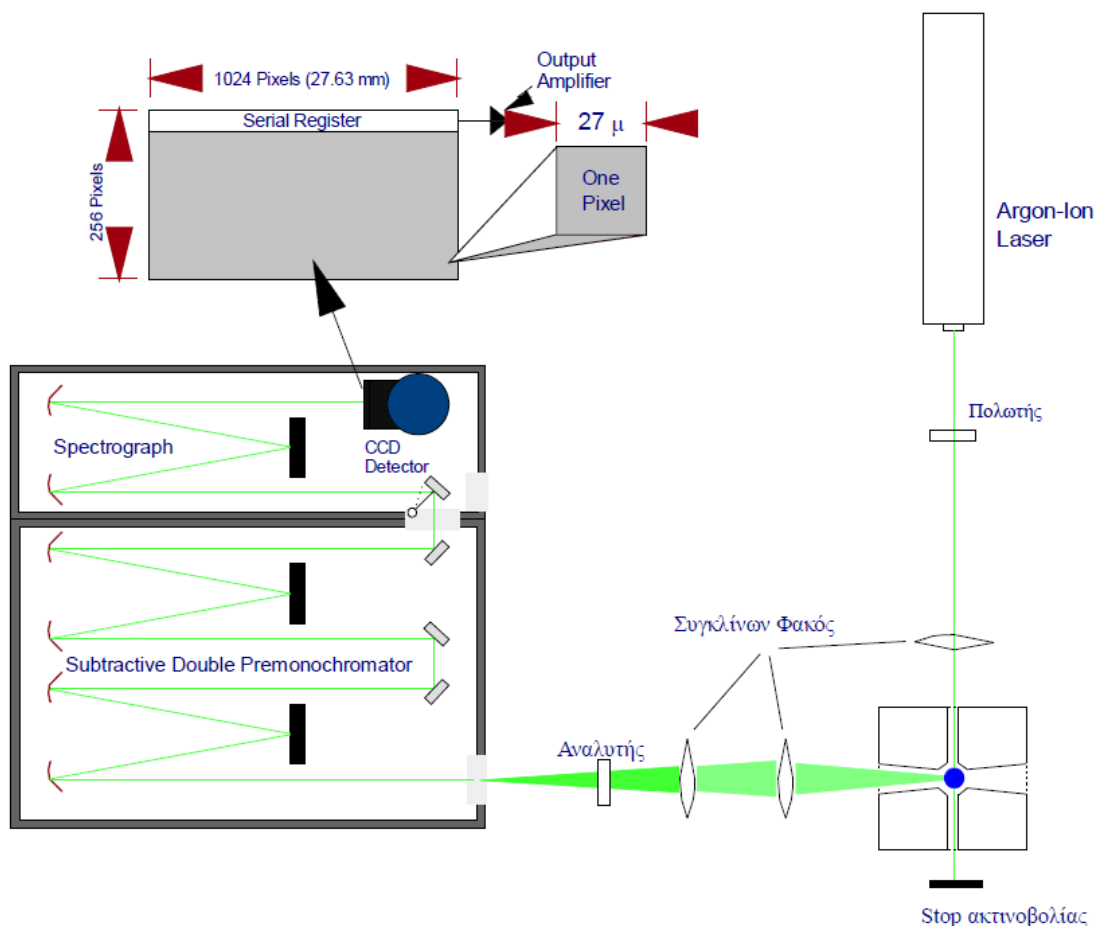 1024 Pixels (27.63 mm)
Output
Amplifier
Serial Register
27 μ
256 Pixels
One
Pixel
Argon-Ion
Laser
Πολωτής
Spectrograph
CCD
Detector
Συγκλίνων Φακός
Subtractive Double Premonochromator
Αναλυτής
Stop ακτινοβολίας